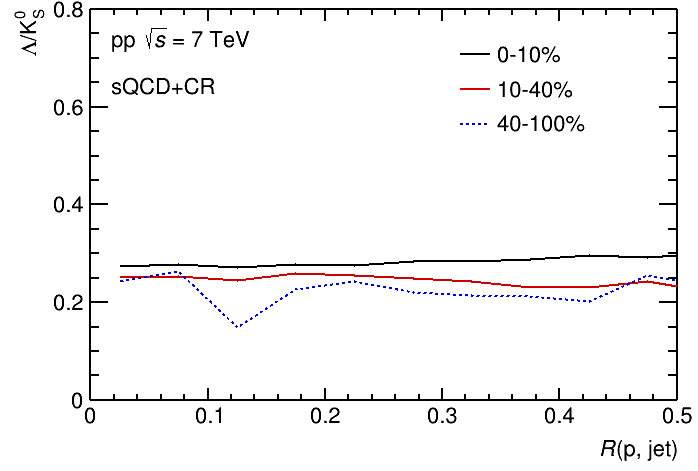 Λ/K⁰_S
0.8
0.6
0.4
0.2
0
pp √s = 7 TeV
sQCD+CR
0-10%
10-40%
40-100%
0 0.1 0.2 0.3 0.4 0.5
R(p, jet)